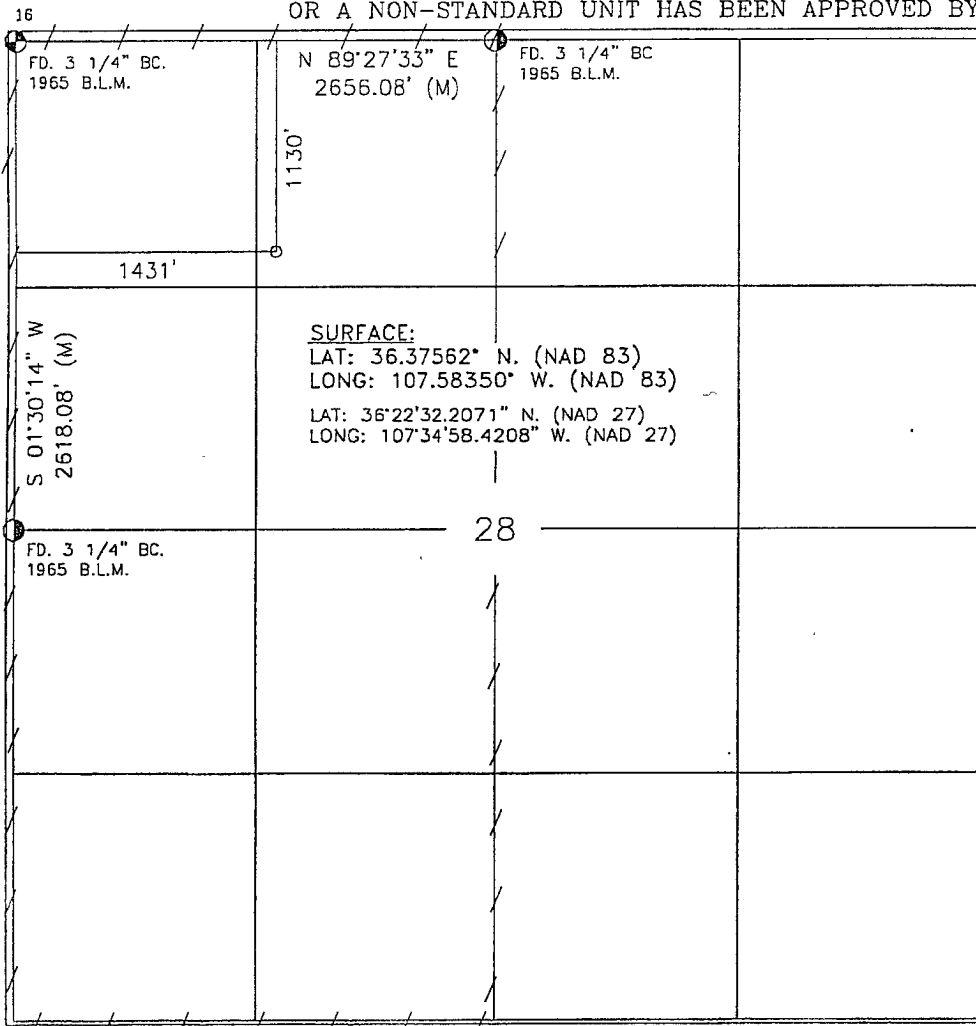 16
OR A NON-STANDARD UNIT HAS BEEN APPROVED BY
FD. 3 1/4" BC.
1965 B.L.M.
N 89°27'33" E
2656.08' (M)
FD. 3 1/4" BC
1965 B.L.M.
1130'
1431'
S 01°30'14" W
2618.08' (M)
SURFACE:
LAT: 36.37562° N. (NAD 83)
LONG: 107.58350° W. (NAD 83)
LAT: 36°22'32.2071" N. (NAD 27)
LONG: 107°34'58.4208" W. (NAD 27)
28
FD. 3 1/4" BC.
1965 B.L.M.